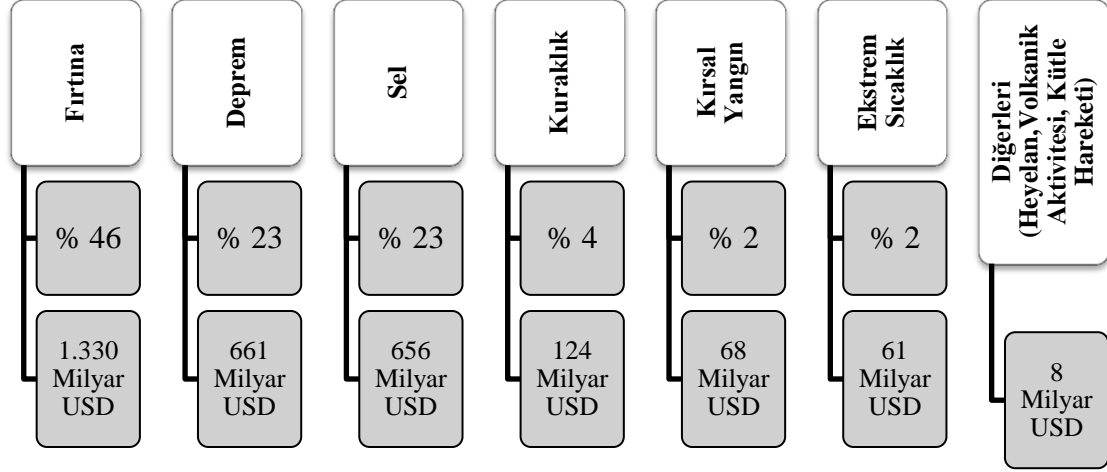 Fırtına
% 46
1.330
Milyar
USD
Deprem
% 23
661
Milyar
USD
Sel
% 23
656
Milyar
USD
Kuraklık
% 4
124
Milyar
USD
Kırsal
Yangın
% 2
68
Milyar
USD
Ekstrem
Sıcaklık
% 2
61
Milyar
USD
Diğerleri
(Heyelan,Volkanik
Aktivitesi, Kütle
Hareketi)
8
Milyar
USD